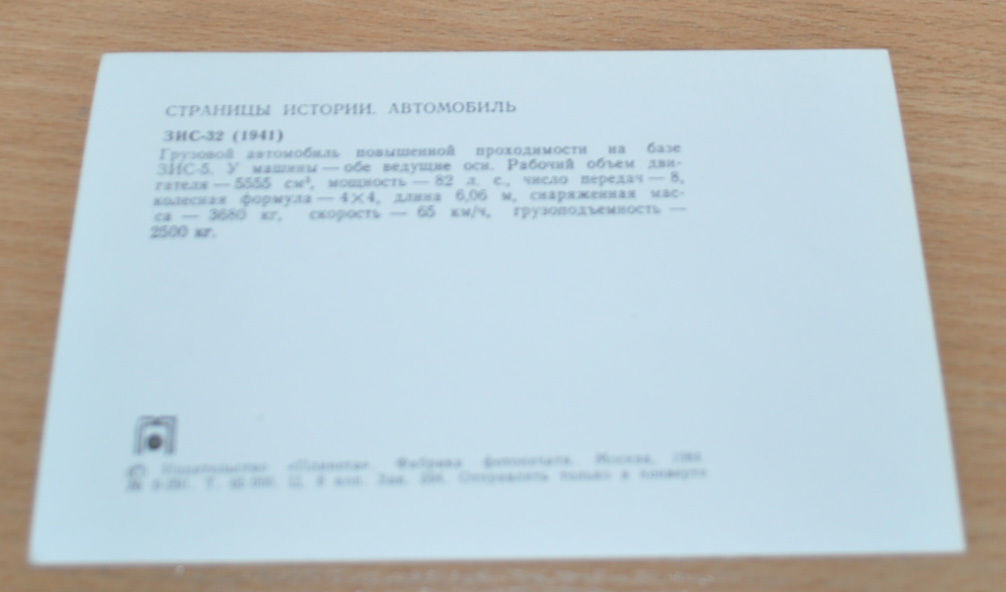 СТРАНИЦЫ ИСТОРИИ. АВТОМОБИЛЬ
ЗИС-32 (1941)
Грузовой автомобиль повышенной проходимости на базе
ЗИС-5. У машины — обе ведущие оси. Рабочий объем дви-
гателя — 5555 см³, мощность — 82 л. с., число передач — 8,
колесная формула — 4×4, длина 6,06 м, снаряженная мас-
са — 3680 кг, скорость — 65 км/ч, грузоподъемность —
2500 кг.
© Издательство «Планета». Фабрика фотопечати. Москва,
Отправлять только в конверте